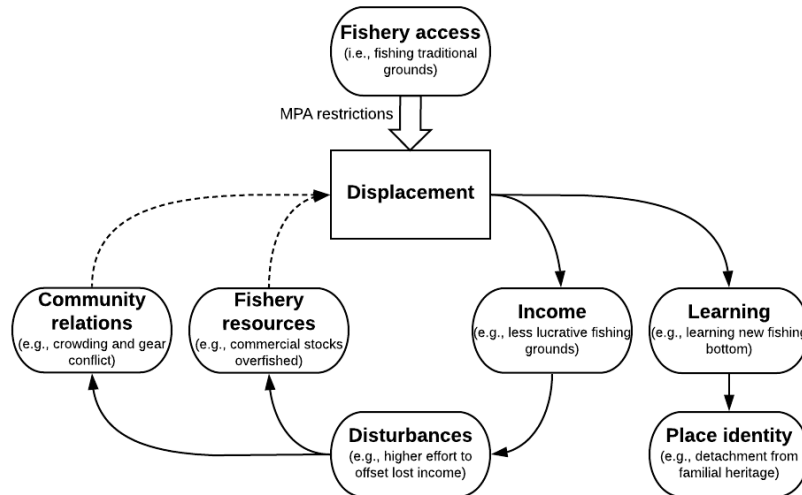 Fishery access
(i.e., fishing traditional
grounds)
MPA restrictions
Displacement
Community
relations
(e.g., crowding and gear
conflict)
Fishery
resources
(e.g., commercial stocks
overfished)
Income
(e.g., less lucrative fishing
grounds)
Learning
(e.g., learning new fishing
bottom)
Disturbances
(e.g., higher effort to
offset lost income)
Place identity
(e.g., detachment from
familial heritage)